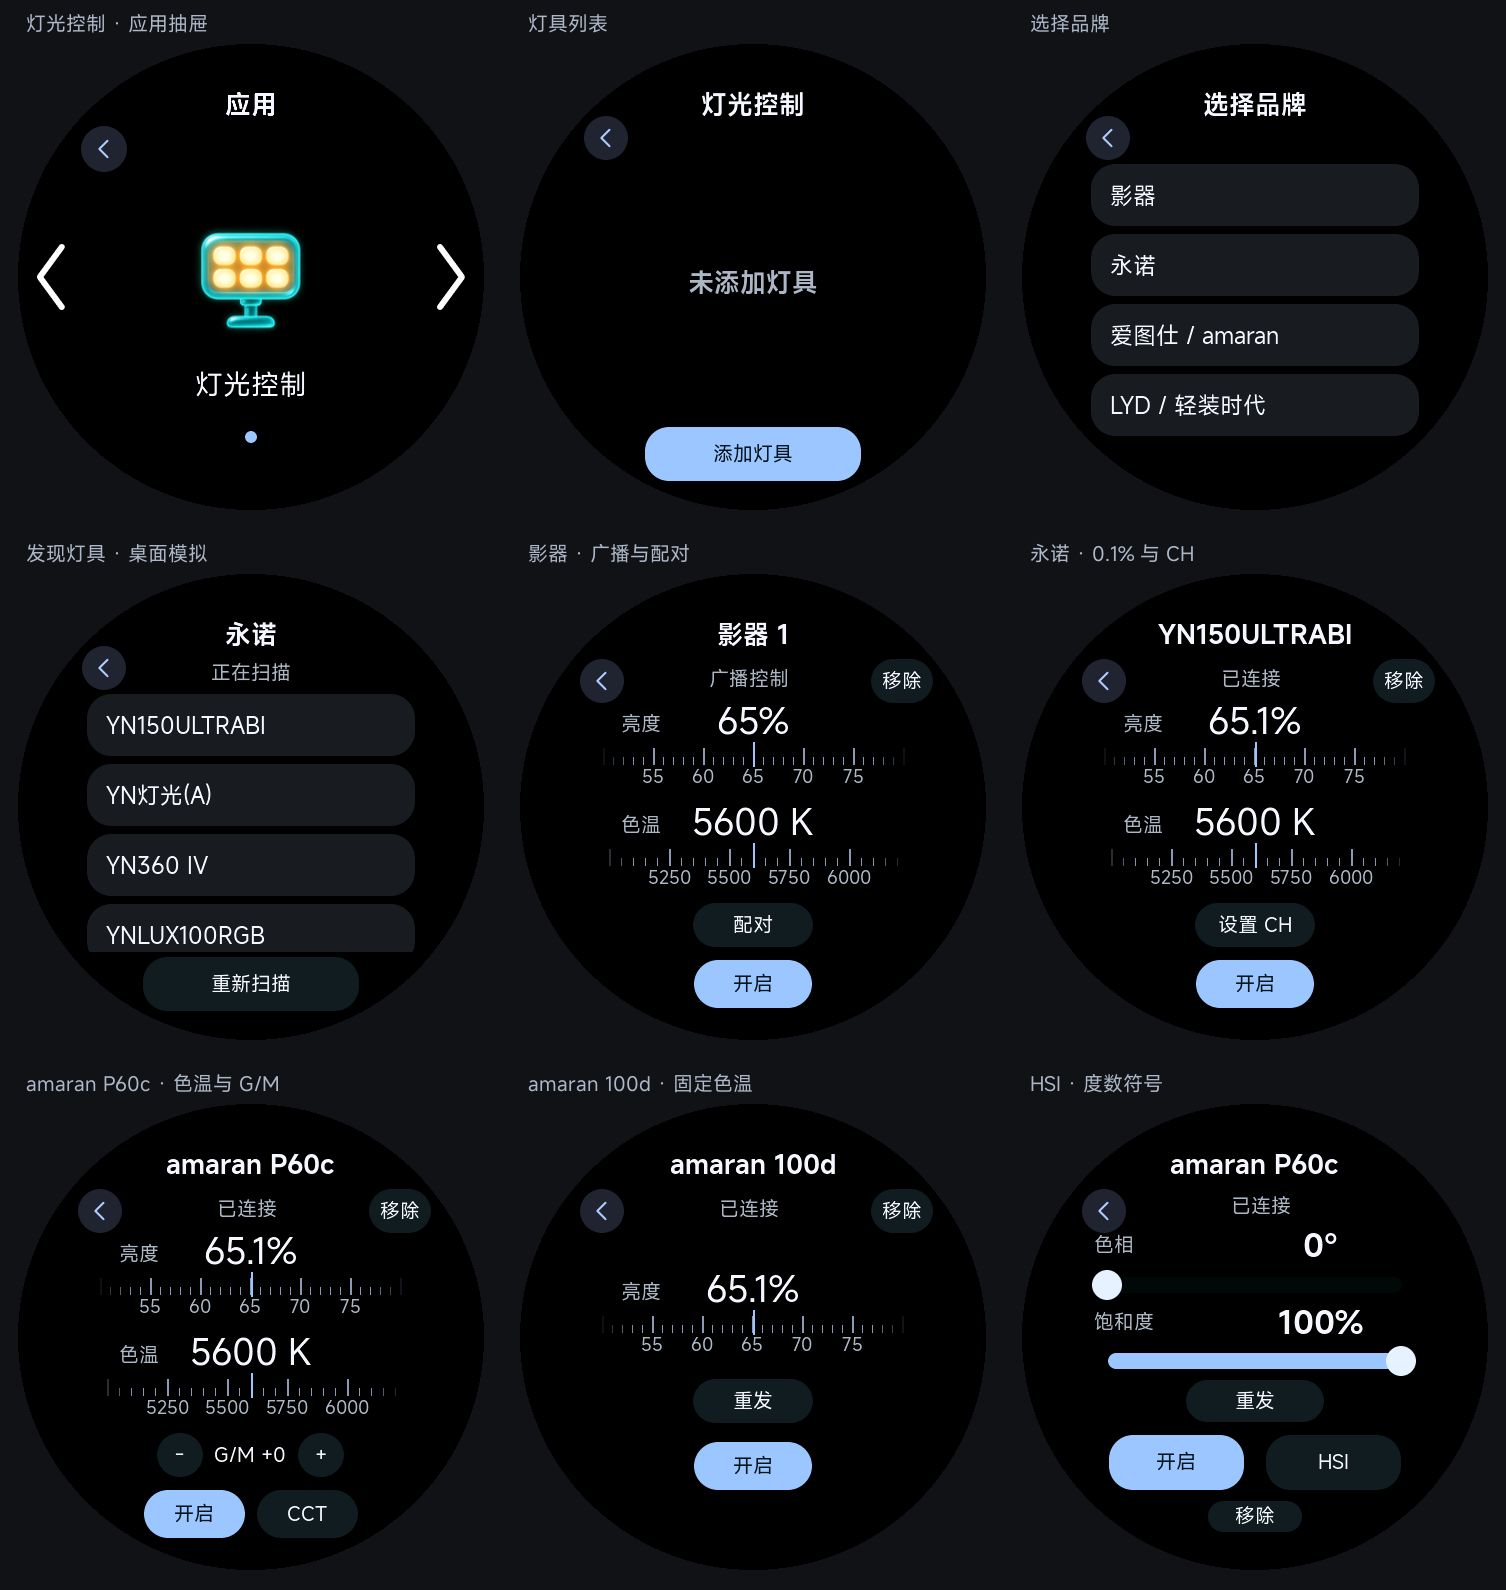 灯光控制 · 应用抽屉
应用
灯光控制
灯具列表
灯光控制
未添加灯具
添加灯具
选择品牌
选择品牌
影器
永诺
爱图仕 / amaran
LYD / 轻装时代
发现灯具 · 桌面模拟
永诺
正在扫描
YN150ULTRABI
YN灯光(A)
YN360 IV
YNLUX100RGB
重新扫描
影器 · 广播与配对
影器 1
广播控制
移除
亮度 65%
55 60 65 70 75
色温 5600 K
5250 5500 5750 6000
配对
开启
永诺 · 0.1% 与 CH
YN150ULTRABI
已连接
移除
亮度 65.1%
55 60 65 70 75
色温 5600 K
5250 5500 5750 6000
设置 CH
开启
amaran P60c · 色温与 G/M
amaran P60c
已连接
移除
亮度 65.1%
55 60 65 70 75
色温 5600 K
5250 5500 5750 6000
- G/M +0 +
开启 CCT
amaran 100d · 固定色温
amaran 100d
已连接
移除
亮度 65.1%
55 60 65 70 75
重发
开启
HSI · 度数符号
amaran P60c
已连接
色相 0°
饱和度 100%
重发
开启 HSI
移除